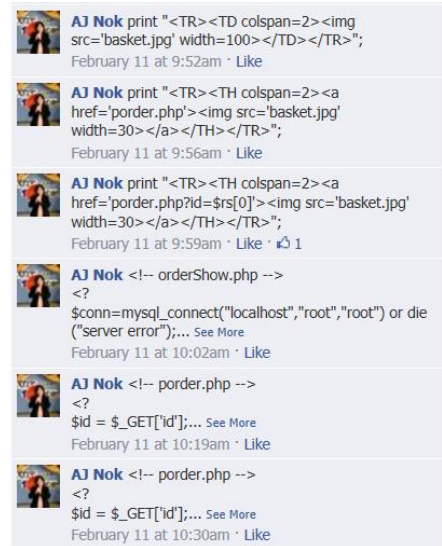 AJ Nok print "<TR><TD colspan=2><img
src='basket.jpg' width=100></TD></TR>";
February 11 at 9:52am · Like
AJ Nok print "<TR><TH colspan=2><a
href='porder.php'><img src='basket.jpg'
width=30></a></TH></TR>";
February 11 at 9:56am · Like
AJ Nok print "<TR><TH colspan=2><a
href='porder.php?id=$rs[0]'><img src='basket.jpg'
width=30></a></TH></TR>";
February 11 at 9:59am · Like · 1
AJ Nok <!-- orderShow.php -->
<?
$conn=mysql_connect("localhost","root","root") or die
("server error");... See More
February 11 at 10:02am · Like
AJ Nok <!-- porder.php -->
<?
$id = $_GET['id'];... See More
February 11 at 10:19am · Like
AJ Nok <!-- porder.php -->
<?
$id = $_GET['id'];... See More
February 11 at 10:30am · Like